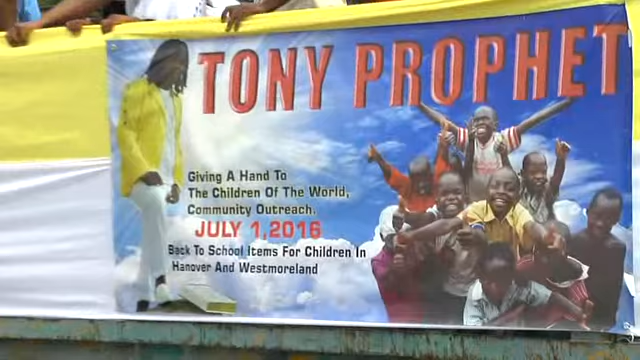 TONY PROPHET
Giving A Hand To
The Children Of The World,
Community Outreach.
JULY 1,2016
Back To School Items For Children In
Hanover And Westmoreland